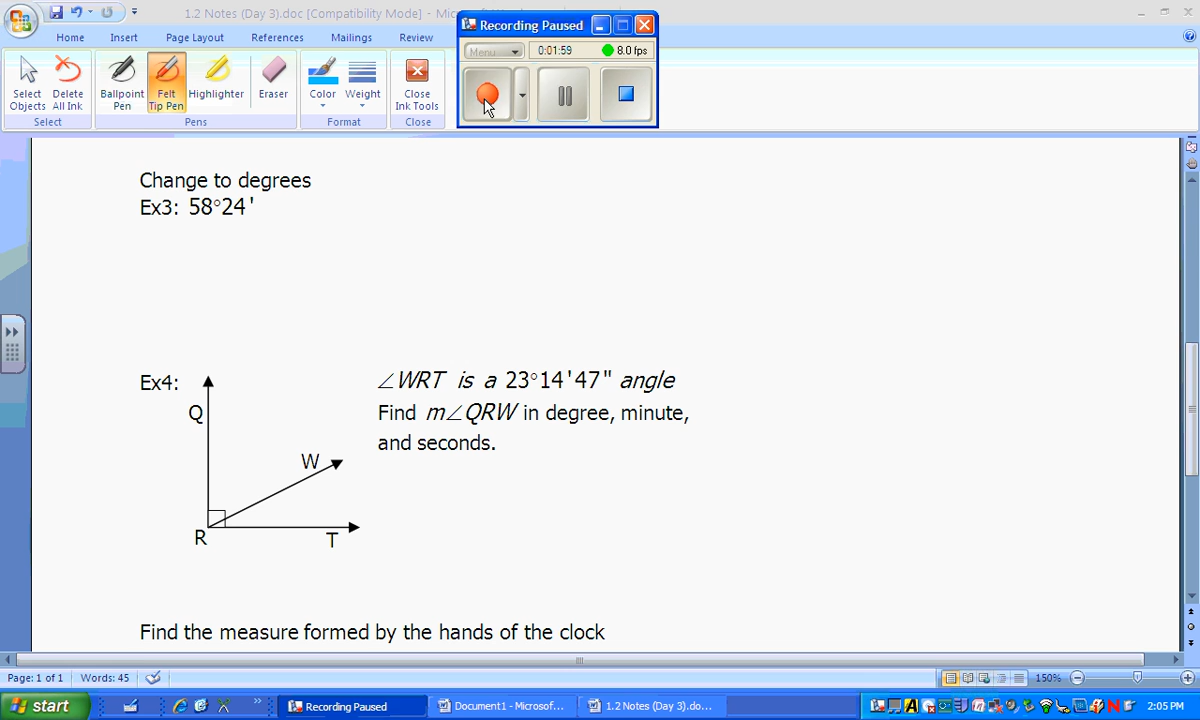 1.2 Notes (Day 3).doc [Compatibility Mode] - Mi
Recording Paused
Home Insert Page Layout References Mailings Review
Menu 0:01:59 8.0 fps
Select Objects
Delete All Ink
Ballpoint Pen
Felt Tip Pen
Highlighter
Eraser
Color
Weight
Close Ink Tools
Select Pens Format Close
Change to degrees
Ex3: 58°24'
Ex4:
∠WRT is a 23°14'47" angle
Find m∠QRW in degree, minute,
and seconds.
Q
W
R
T
Find the measure formed by the hands of the clock
Page: 1 of 1 Words: 45 150%
start Recording Paused Document1 - Microsof... 1.2 Notes (Day 3).do... 2:05 PM